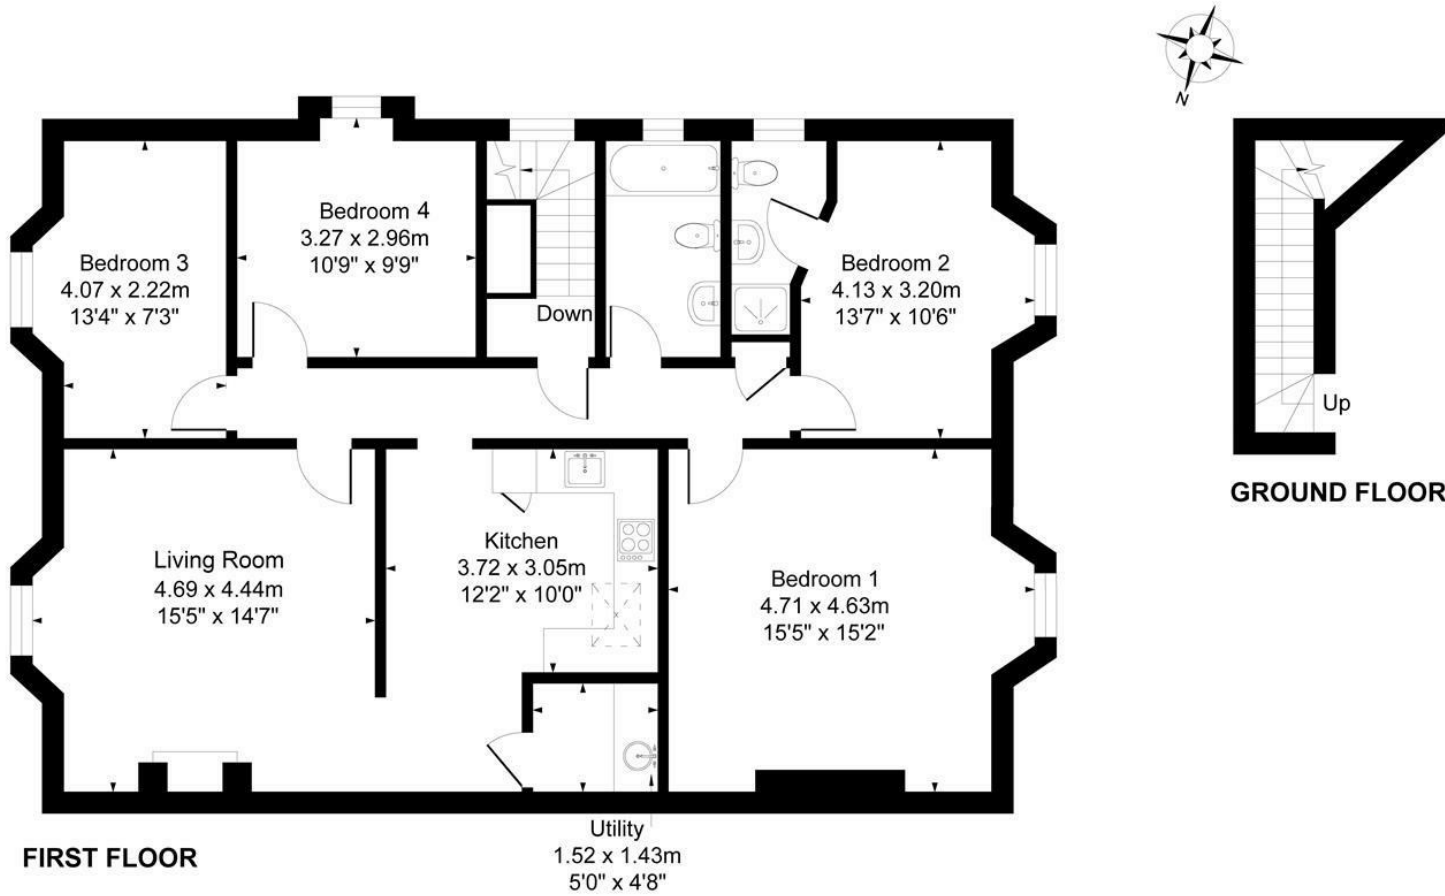 N
Bedroom 4
3.27 x 2.96m
10'9" x 9'9"
Bedroom 3
4.07 x 2.22m
13'4" x 7'3"
Down
Bedroom 2
4.13 x 3.20m
13'7" x 10'6"
Up
GROUND FLOOR
Living Room
4.69 x 4.44m
15'5" x 14'7"
Kitchen
3.72 x 3.05m
12'2" x 10'0"
Bedroom 1
4.71 x 4.63m
15'5" x 15'2"
Utility
1.52 x 1.43m
5'0" x 4'8"
FIRST FLOOR